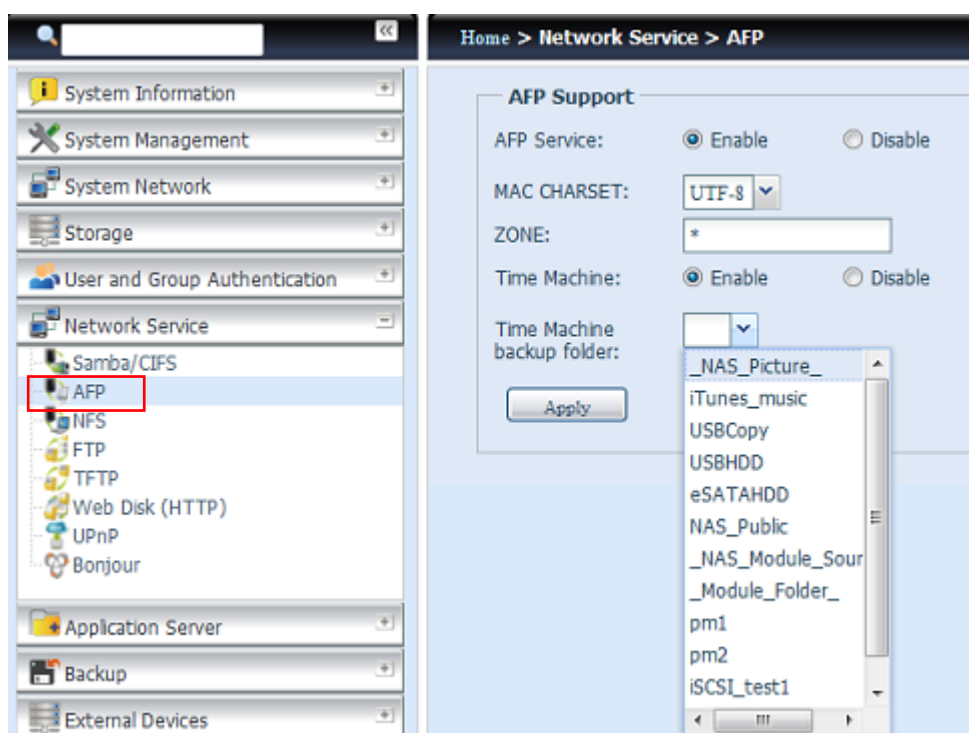 Home > Network Service > AFP
System Information
System Management
System Network
Storage
User and Group Authentication
Network Service
Samba/CIFS
AFP
NFS
FTP
TFTP
Web Disk (HTTP)
UPnP
Bonjour
Application Server
Backup
External Devices
AFP Support
AFP Service: Enable Disable
MAC CHARSET: UTF-8
ZONE: *
Time Machine: Enable Disable
Time Machine
backup folder:
_NAS_Picture_
iTunes_music
USBCopy
USBHDD
eSATAHDD
NAS_Public
_NAS_Module_Sour
_Module_Folder_
pm1
pm2
iSCSI_test1
Apply